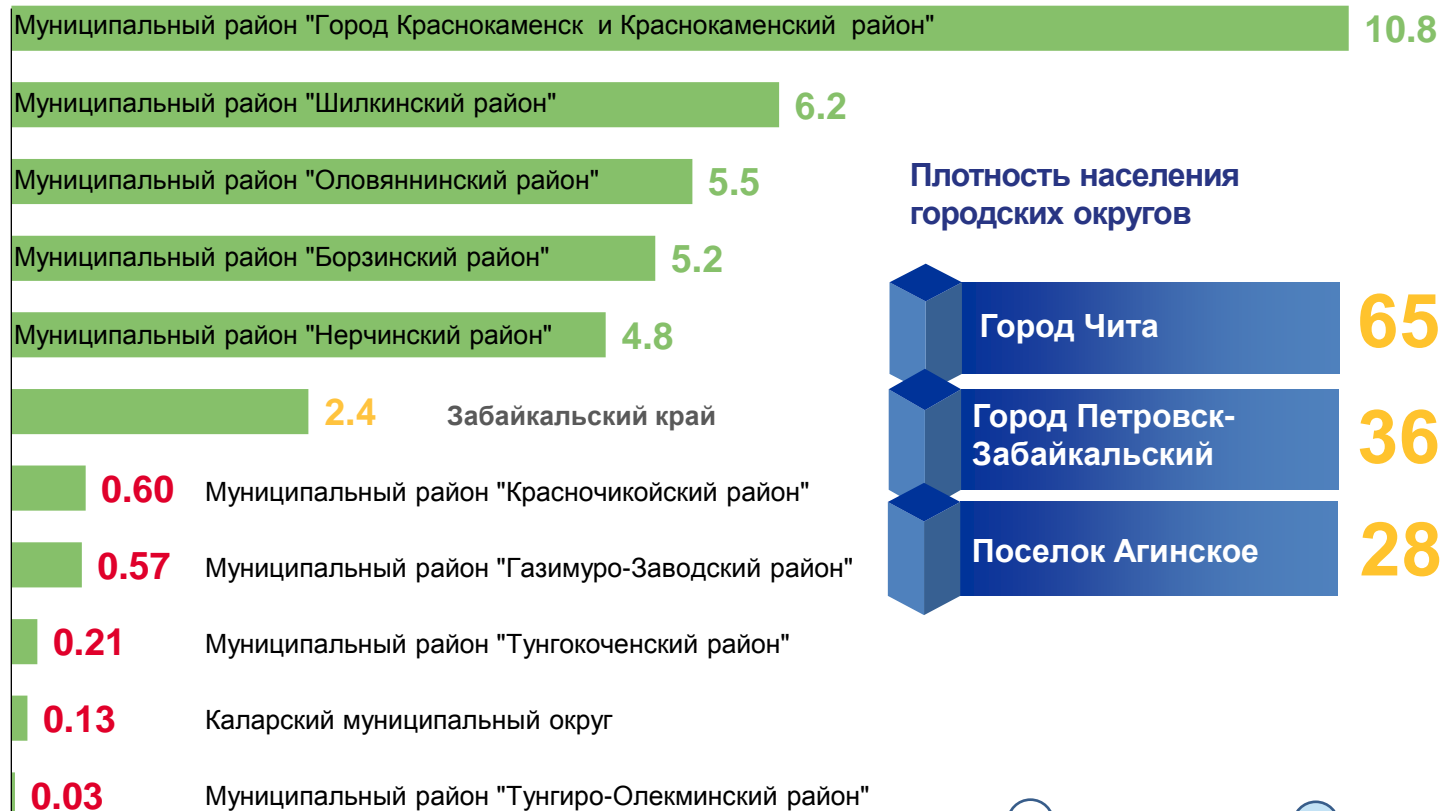 Муниципальный район "Город Краснокаменск и Краснокаменский район"
10.8
Муниципальный район "Шилкинский район"
6.2
Муниципальный район "Оловяннинский район"
5.5
Муниципальный район "Борзинский район"
5.2
Муниципальный район "Нерчинский район"
4.8
2.4
Забайкальский край
0.60
Муниципальный район "Красночикойский район"
0.57
Муниципальный район "Газимуро-Заводский район"
0.21
Муниципальный район "Тунгокоченский район"
0.13
Каларский муниципальный округ
0.03
Муниципальный район "Тунгиро-Олекминский район"
Плотность населения
городских округов
Город Чита
65
Город Петровск-
Забайкальский
36
Поселок Агинское
28